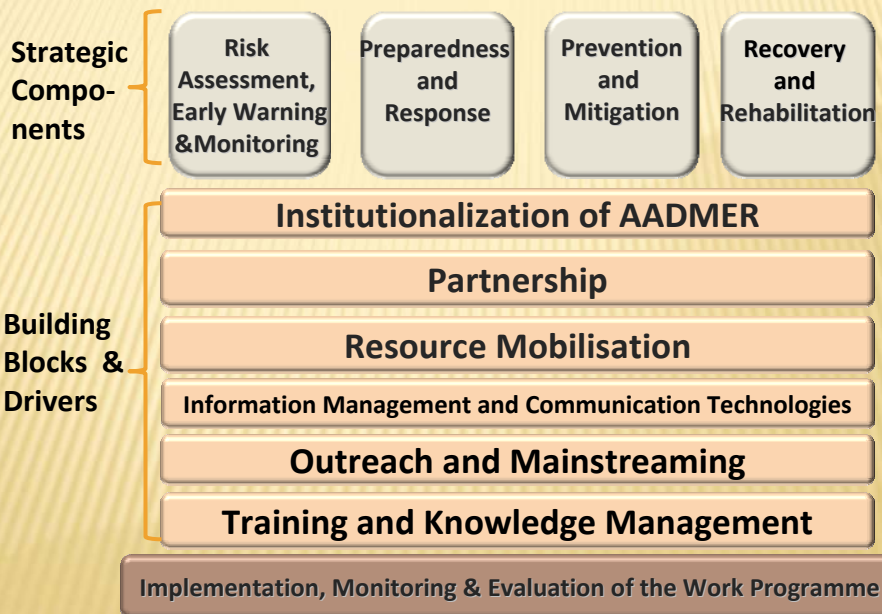 Strategic
Compo-
nents
Risk
Assessment,
Early Warning
&Monitoring
Preparedness
and
Response
Prevention
and
Mitigation
Recovery
and
Rehabilitation
Building
Blocks &
Drivers
Institutionalization of AADMER
Partnership
Resource Mobilisation
Information Management and Communication Technologies
Outreach and Mainstreaming
Training and Knowledge Management
Implementation, Monitoring & Evaluation of the Work Programme